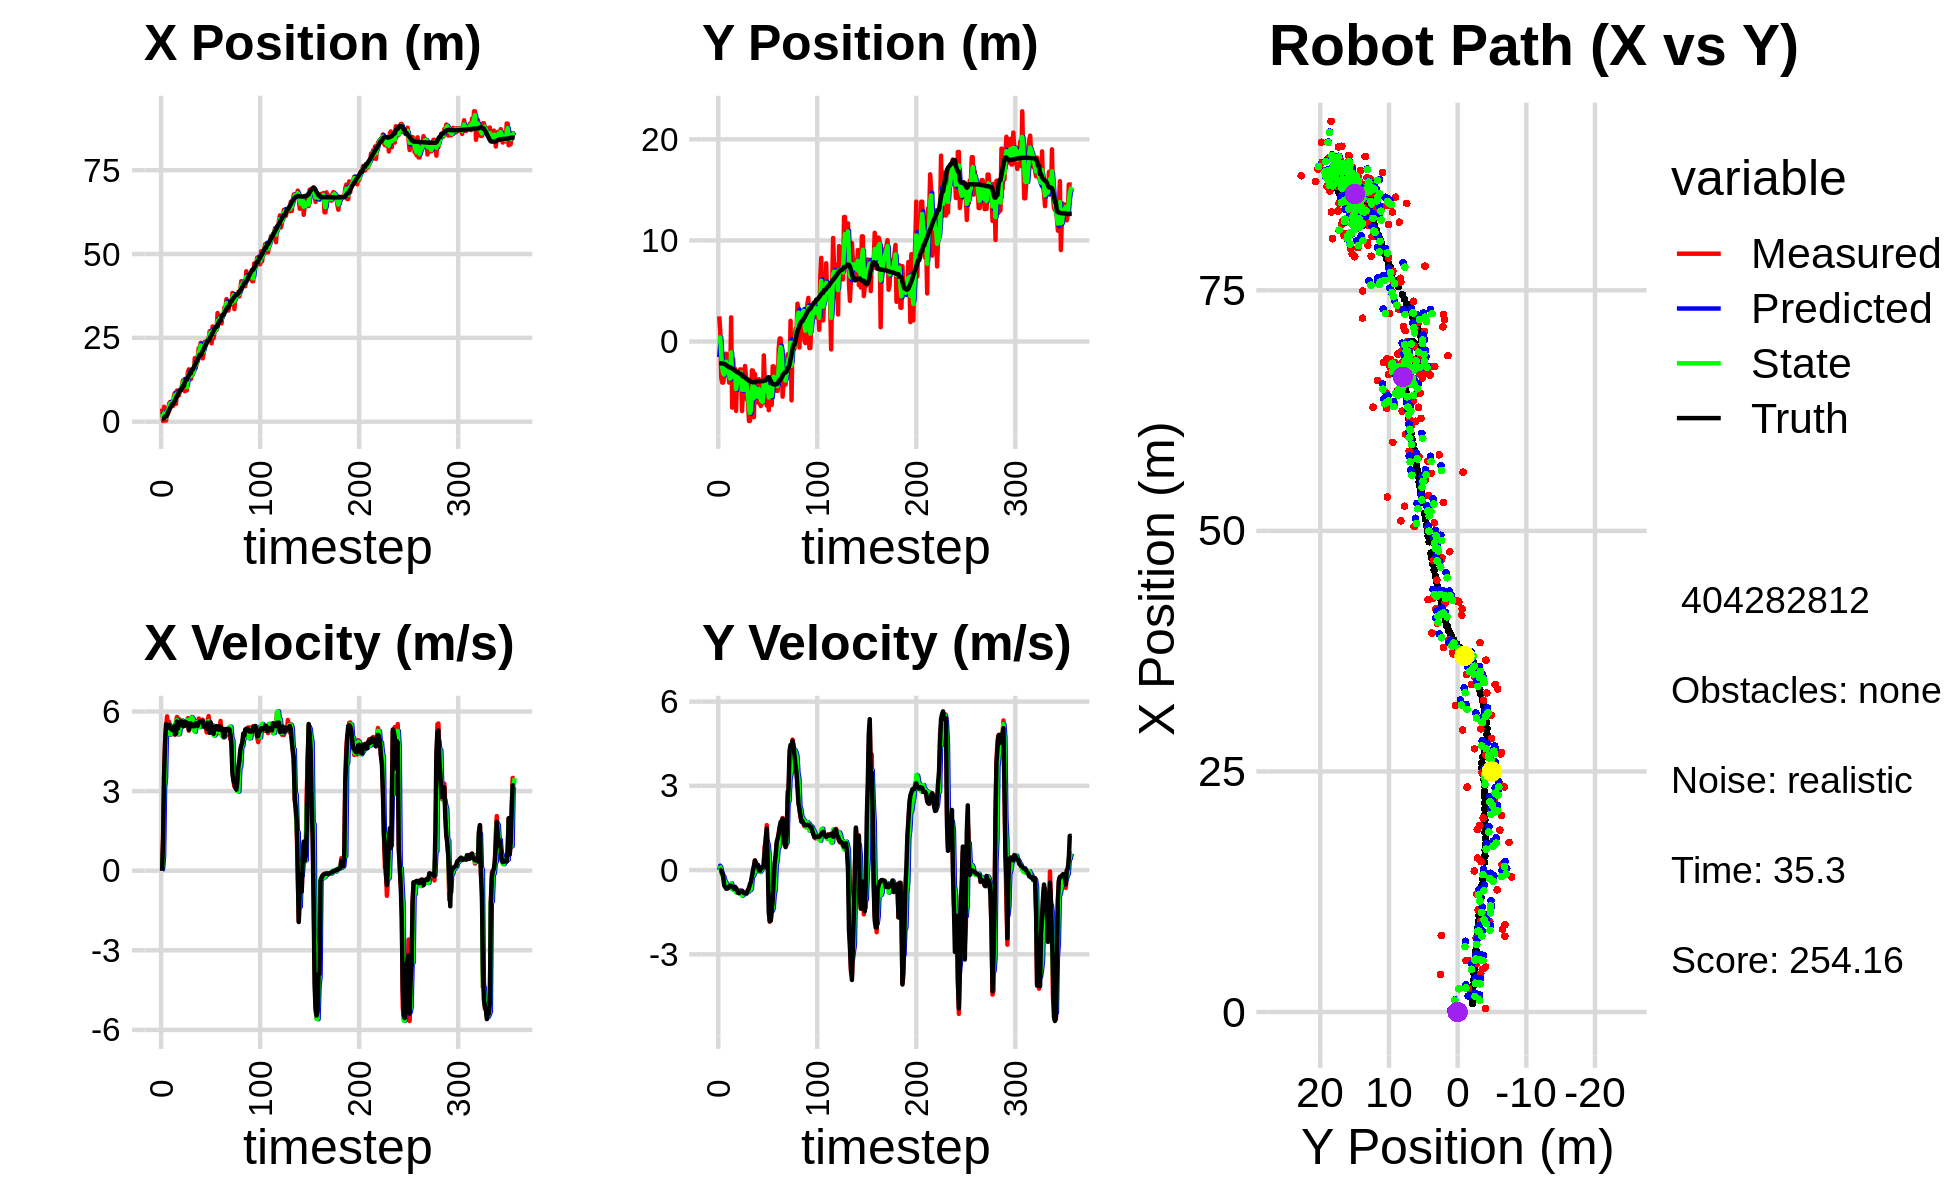 X Position (m)
75
50
25
0
0
100
200
300
timestep
Y Position (m)
20
10
0
0
100
200
300
timestep
X Velocity (m/s)
6
3
0
-3
-6
0
100
200
300
timestep
Y Velocity (m/s)
6
3
0
-3
0
100
200
300
timestep
Robot Path (X vs Y)
X Position (m)
75
50
25
0
20 10 0 -10 -20
Y Position (m)
variable
Measured
Predicted
State
Truth
404282812
Obstacles: none
Noise: realistic
Time: 35.3
Score: 254.16